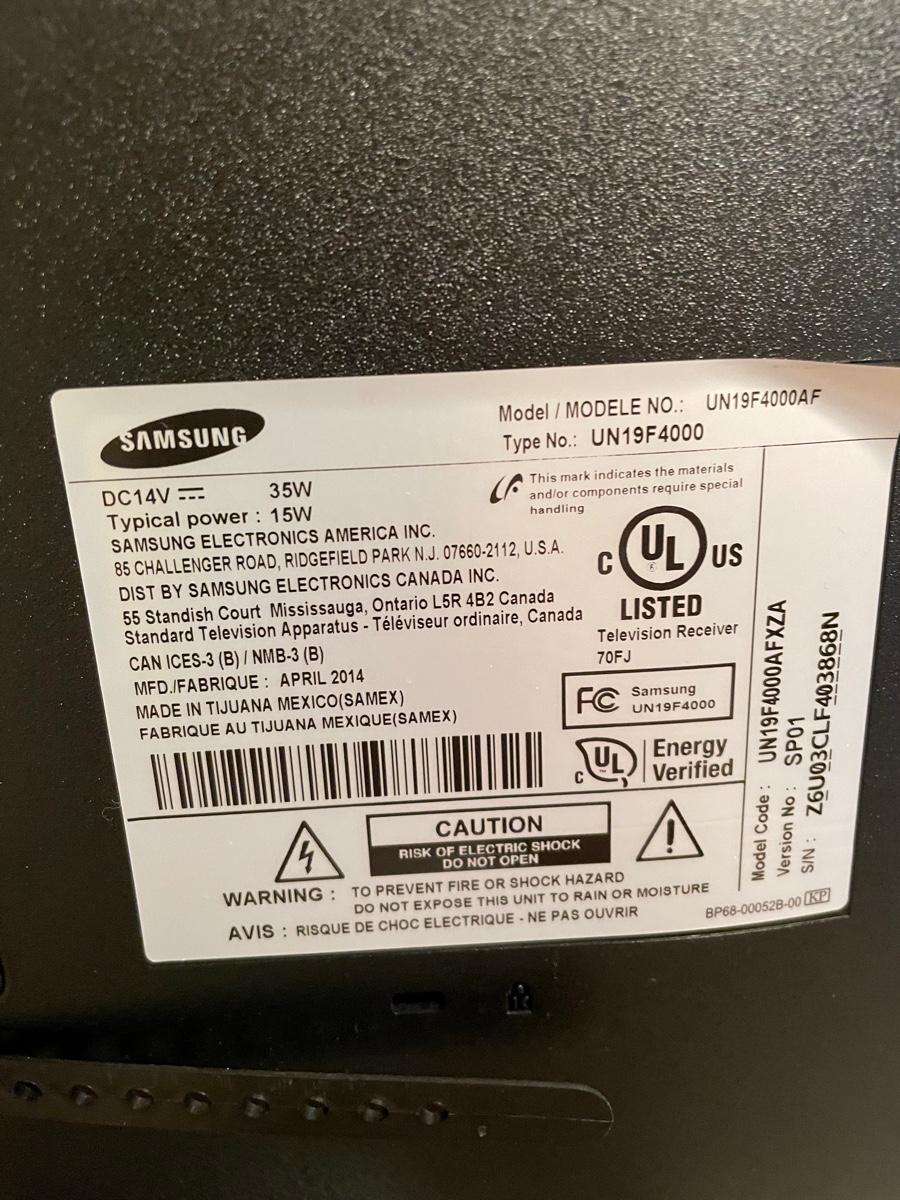 SAMSUNG
Model / MODELE NO.: UN19F4000AF
Type No.: UN19F4000
DC14V 35W
Typical power : 15W
This mark indicates the materials
and/or components require special
handling
SAMSUNG ELECTRONICS AMERICA INC.
85 CHALLENGER ROAD, RIDGEFIELD PARK N.J. 07660-2112, U.S.A.
DIST BY SAMSUNG ELECTRONICS CANADA INC.
55 Standish Court Mississauga, Ontario L5R 4B2 Canada
Standard Television Apparatus - Téléviseur ordinaire, Canada
CAN ICES-3 (B) / NMB-3 (B)
MFD./FABRIQUE : APRIL 2014
MADE IN TIJUANA MEXICO(SAMEX)
FABRIQUE AU TIJUANA MEXIQUE(SAMEX)
C UL ® US
LISTED
Television Receiver
70FJ
FC Samsung
UN19F4000
C UL Energy
Verified
CAUTION
RISK OF ELECTRIC SHOCK
DO NOT OPEN
WARNING : TO PREVENT FIRE OR SHOCK HAZARD
DO NOT EXPOSE THIS UNIT TO RAIN OR MOISTURE
AVIS : RISQUE DE CHOC ELECTRIQUE - NE PAS OUVRIR
Model Code : UN19F4000AFXZA
Version No : SP01
S/N : Z6U03CLF403868N
BP68-00052B-00 KP